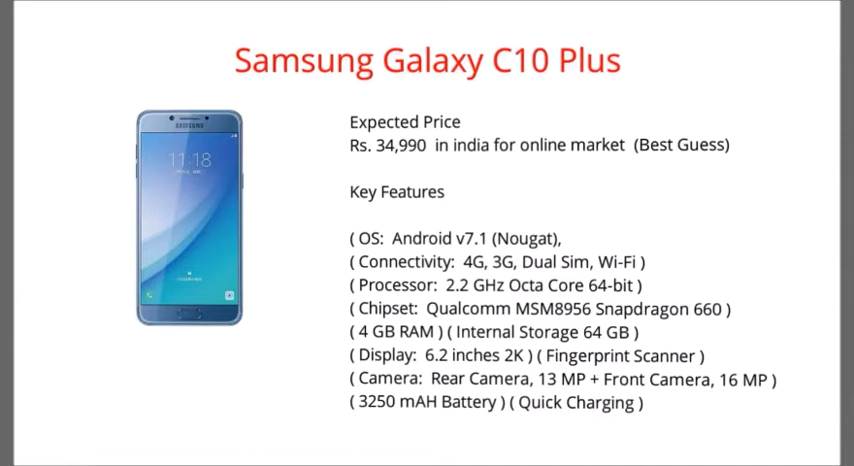 Samsung Galaxy C10 Plus
SAMSUNG
11:18
Expected Price
Rs. 34,990 in india for online market (Best Guess)
Key Features
( OS: Android v7.1 (Nougat),
( Connectivity: 4G, 3G, Dual Sim, Wi-Fi )
( Processor: 2.2 GHz Octa Core 64-bit )
( Chipset: Qualcomm MSM8956 Snapdragon 660 )
( 4 GB RAM ) ( Internal Storage 64 GB )
( Display: 6.2 inches 2K ) ( Fingerprint Scanner )
( Camera: Rear Camera, 13 MP + Front Camera, 16 MP )
( 3250 mAH Battery ) ( Quick Charging )